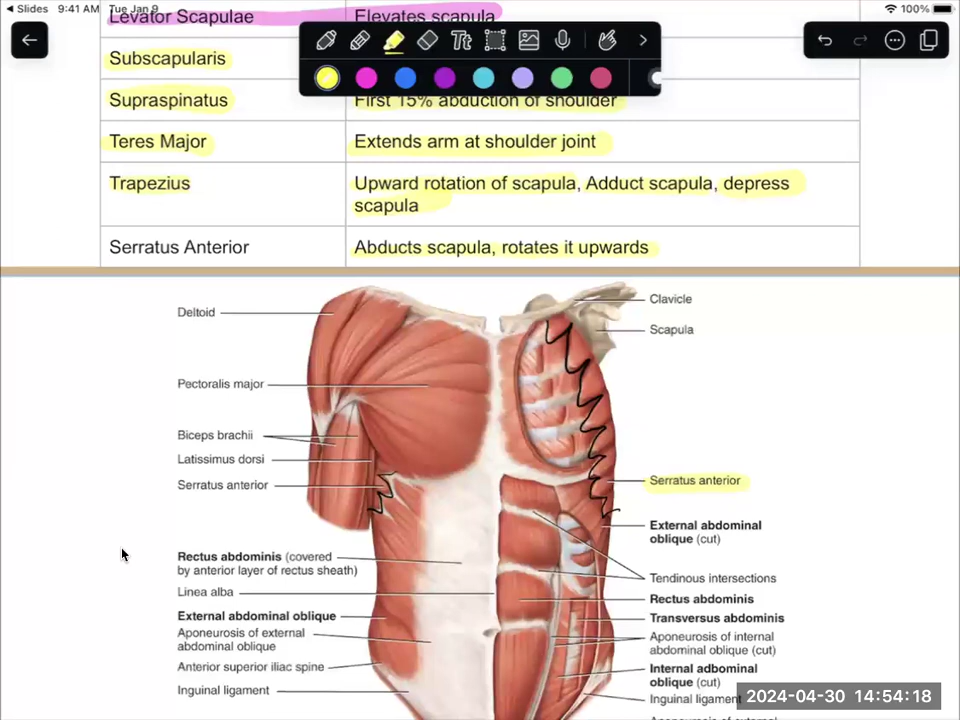 Slides 9:41 AM Tue Jan 9
100%
Levator Scapulae
Elevates scapula
Tt
Subscapularis
Supraspinatus
First 15% abduction of shoulder
Teres Major
Extends arm at shoulder joint
Trapezius
Upward rotation of scapula, Adduct scapula, depress
scapula
Serratus Anterior
Abducts scapula, rotates it upwards
Deltoid
Pectoralis major
Biceps brachii
Latissimus dorsi
Serratus anterior
Rectus abdominis (covered
by anterior layer of rectus sheath)
Linea alba
External abdominal oblique
Aponeurosis of external
abdominal oblique
Anterior superior iliac spine
Inguinal ligament
Clavicle
Scapula
Serratus anterior
External abdominal
oblique (cut)
Tendinous intersections
Rectus abdominis
Transversus abdominis
Aponeurosis of internal
abdominal oblique (cut)
Internal adbominal
oblique (cut)
Inguinal ligament
2024-04-30 14:54:18